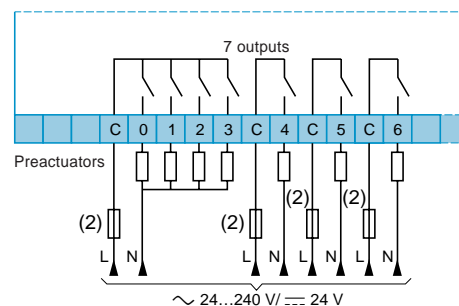 7 outputs
C 0 1 2 3 C 4 C 5 C 6
Preactuators
(2) (2) (2) (2)
L N L N L N L N
∼ 24...240 V/ ⎓ 24 V